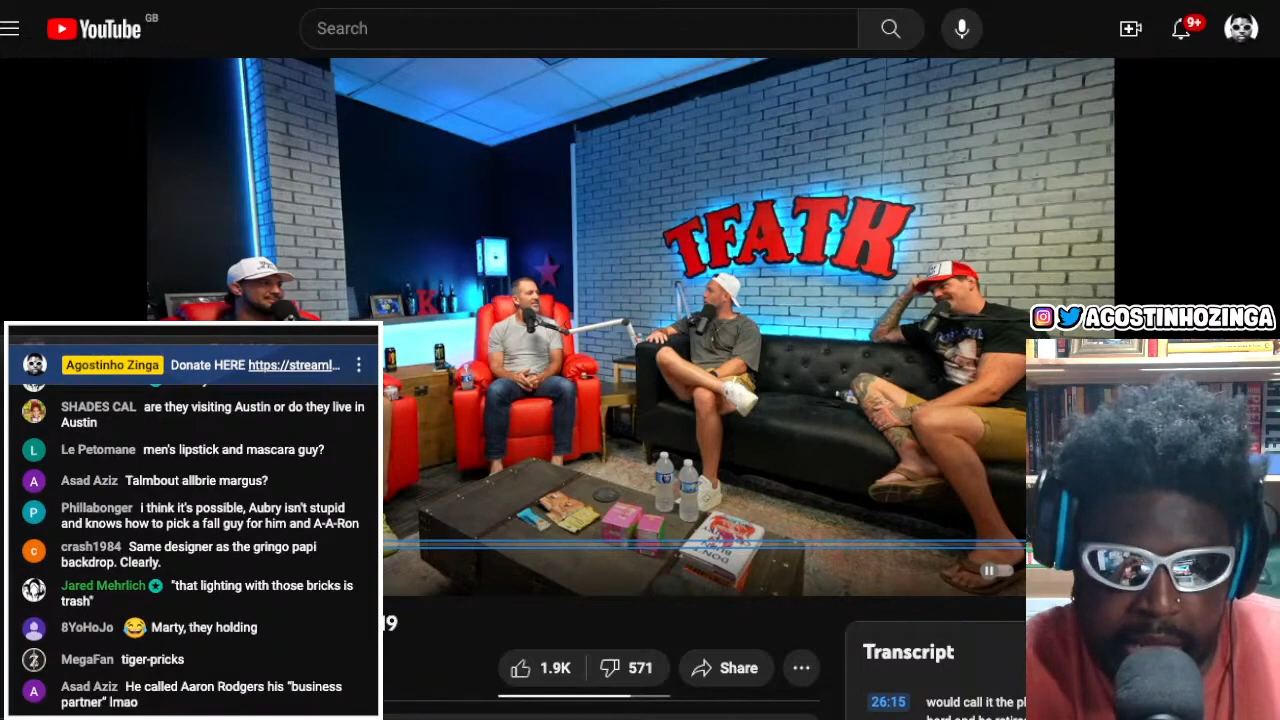 YouTube GB
Search
9+
TFATK
K
AGOSTINHOZINGA
Agostinho Zinga Donate HERE https://streaml...
SHADES CAL are they visiting Austin or do they live in
Austin
Le Petomane men's lipstick and mascara guy?
Asad Aziz Talmbout allbrie margus?
Phillabonger i think it's possible, Aubry isn't stupid
and knows how to pick a fall guy for him and A-A-Ron
crash1984 Same designer as the gringo papi
backdrop. Clearly.
Jared Mehrlich "that lighting with those bricks is
trash"
8YoHoJo 😂 Marty, they holding
MegaFan tiger-pricks
Asad Aziz He called Aaron Rodgers his "business
partner" lmao
L
A
P
c
A
DON'T
BURN
19
1.9K
571
Share
Transcript
26:15